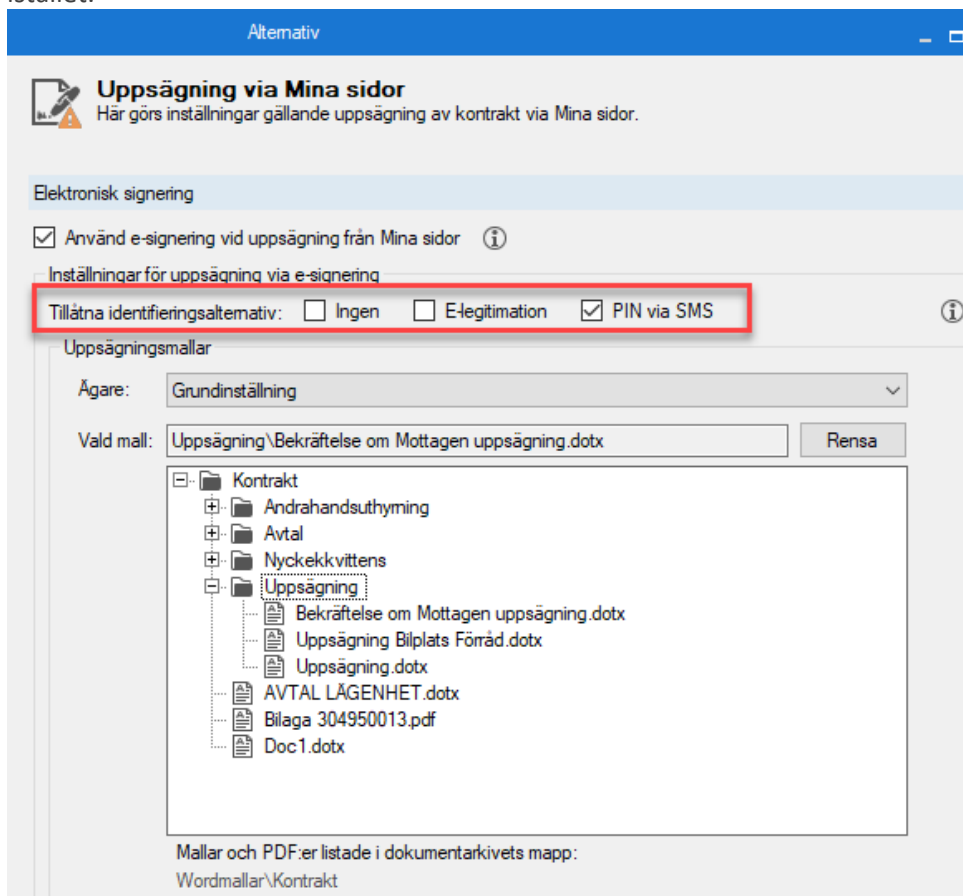 istället.
Alternativ
Uppsägning via Mina sidor
Här görs inställningar gällande uppsägning av kontrakt via Mina sidor.
Elektronisk signering
Använd e-signering vid uppsägning från Mina sidor
Inställningar för uppsägning via e-signering
Tillåtna identifieringsalternativ: Ingen E-legitimation PIN via SMS
Uppsägningsmallar
Ägare: Grundinställning
Vald mall: Uppsägning\Bekräftelse om Mottagen uppsägning.dotx Rensa
Kontrakt
Andrahandsuthyrning
Avtal
Nyckekkvittens
Uppsägning
Bekräftelse om Mottagen uppsägning.dotx
Uppsägning Bilplats Förråd.dotx
Uppsägning.dotx
AVTAL LÄGENHET.dotx
Bilaga 304950013.pdf
Doc1.dotx
Mallar och PDF:er listade i dokumentarkivets mapp:
Wordmallar\Kontrakt